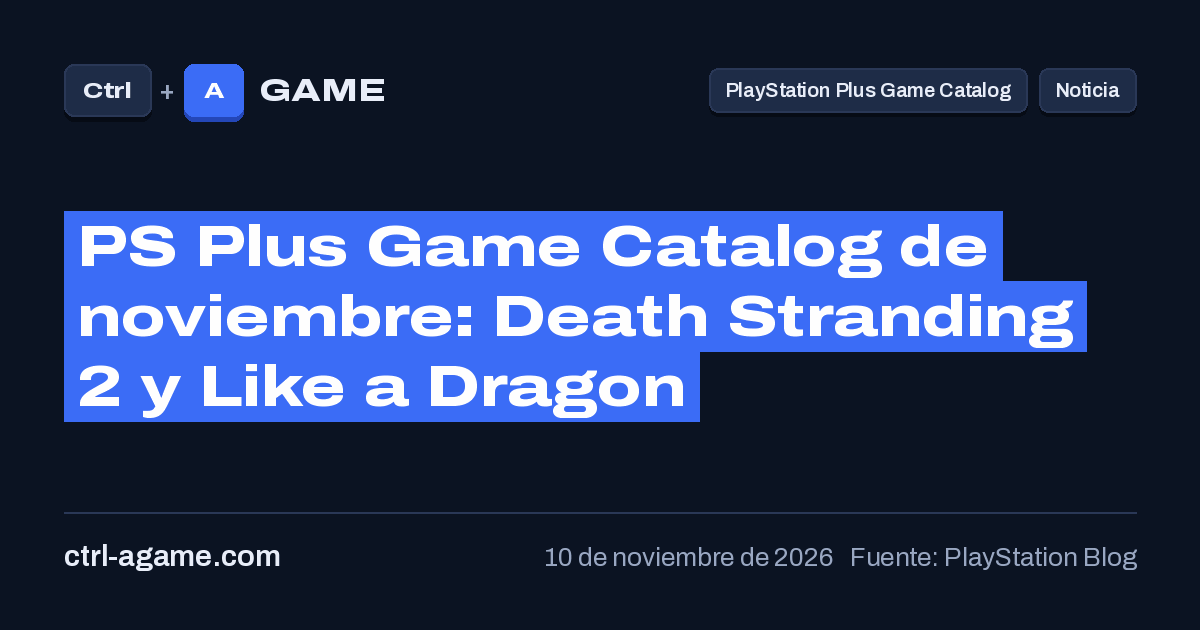 Ctrl + A GAME
PlayStation Plus Game Catalog
Noticia
PS Plus Game Catalog de
noviembre: Death Stranding
2 y Like a Dragon
ctrl-agame.com
10 de noviembre de 2026 Fuente: PlayStation Blog